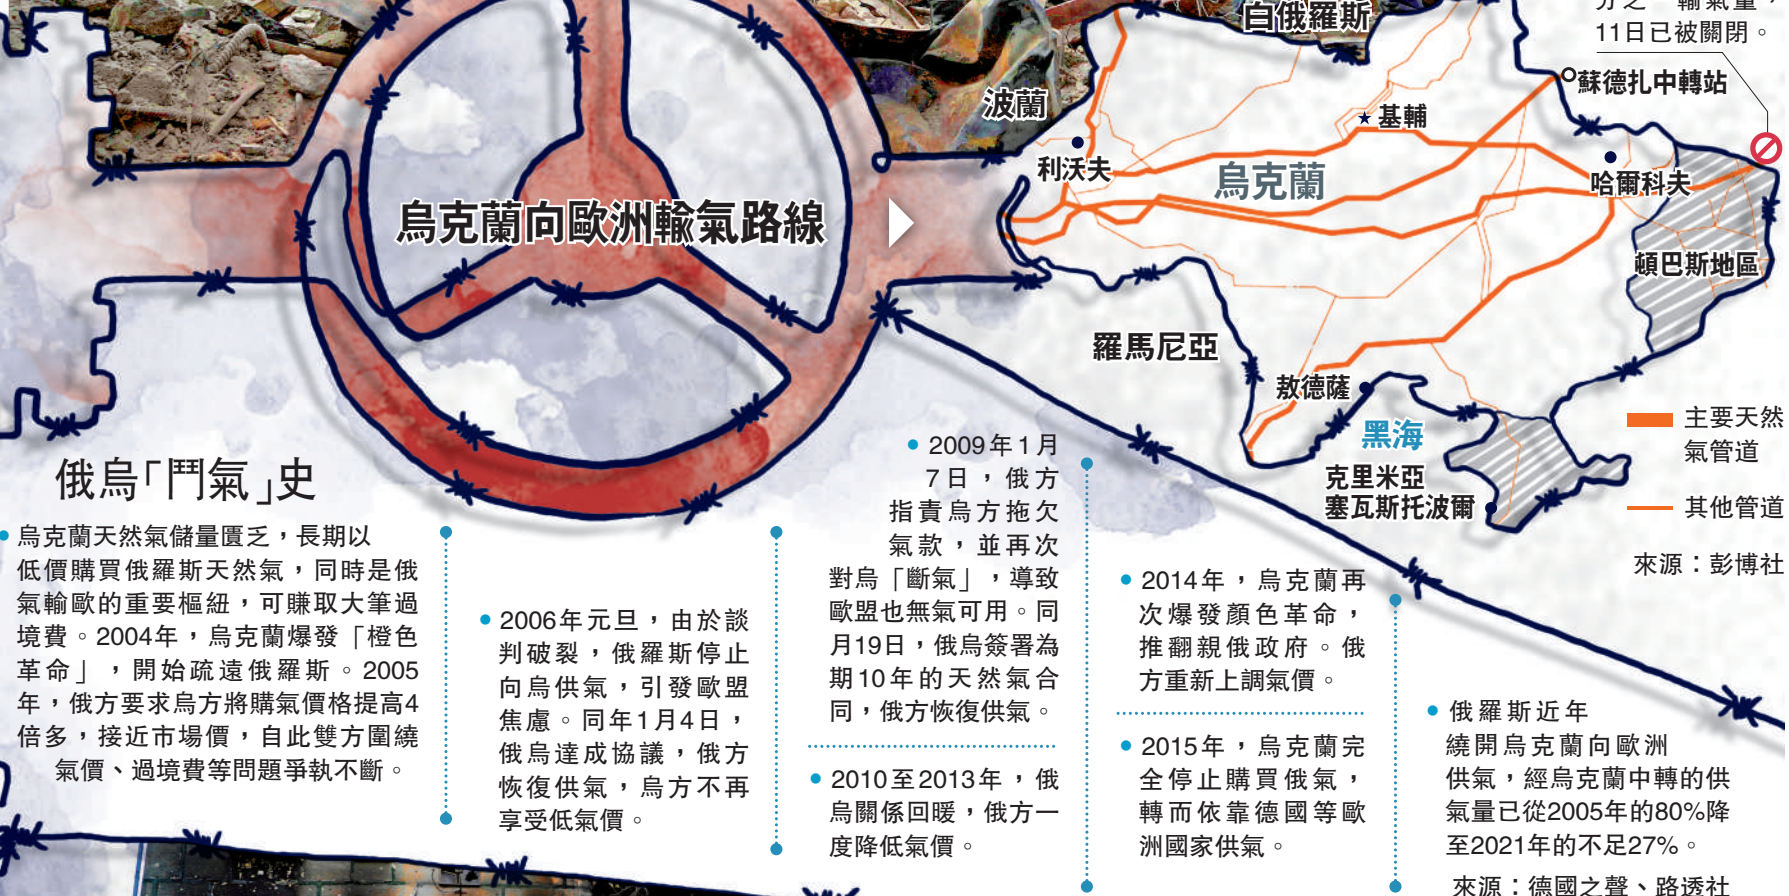 白俄羅斯
輸氣量，
11日已被關閉。
蘇德扎中轉站
波蘭
基輔
利沃夫
烏克蘭
哈爾科夫
烏克蘭向歐洲輸氣路線
頓巴斯地區
羅馬尼亞
敖德薩
黑海
克里米亞
塞瓦斯托波爾
主要天然
氣管道
其他管道
來源：彭博社
俄烏「鬥氣」史
烏克蘭天然氣儲量匱乏，長期以
低價購買俄羅斯天然氣，同時是俄
氣輸歐的重要樞紐，可賺取大筆過
境費。2004年，烏克蘭爆發「橙色
革命」，開始疏遠俄羅斯。2005
年，俄方要求烏方將購氣價格提高4
倍多，接近市場價，自此雙方圍繞
氣價、過境費等問題爭執不斷。
2006年元旦，由於談
判破裂，俄羅斯停止
向烏供氣，引發歐盟
焦慮。同年1月4日，
俄烏達成協議，俄方
恢復供氣，烏方不再
享受低氣價。
2009年1月
7日，俄方
指責烏方拖欠
氣款，並再次
對烏「斷氣」，導致
歐盟也無氣可用。同
月19日，俄烏簽署為
期10年的天然氣合
同，俄方恢復供氣。
2010至2013年，俄
烏關係回暖，俄方一
度降低氣價。
2014年，烏克蘭再
次爆發顏色革命，
推翻親俄政府。俄
方重新上調氣價。
2015年，烏克蘭完
全停止購買俄氣，
轉而依靠德國等歐
洲國家供氣。
俄羅斯近年
繞開烏克蘭向歐洲
供氣，經烏克蘭中轉的供
氣量已從2005年的80%降
至2021年的不足27%。
來源：德國之聲、路透社